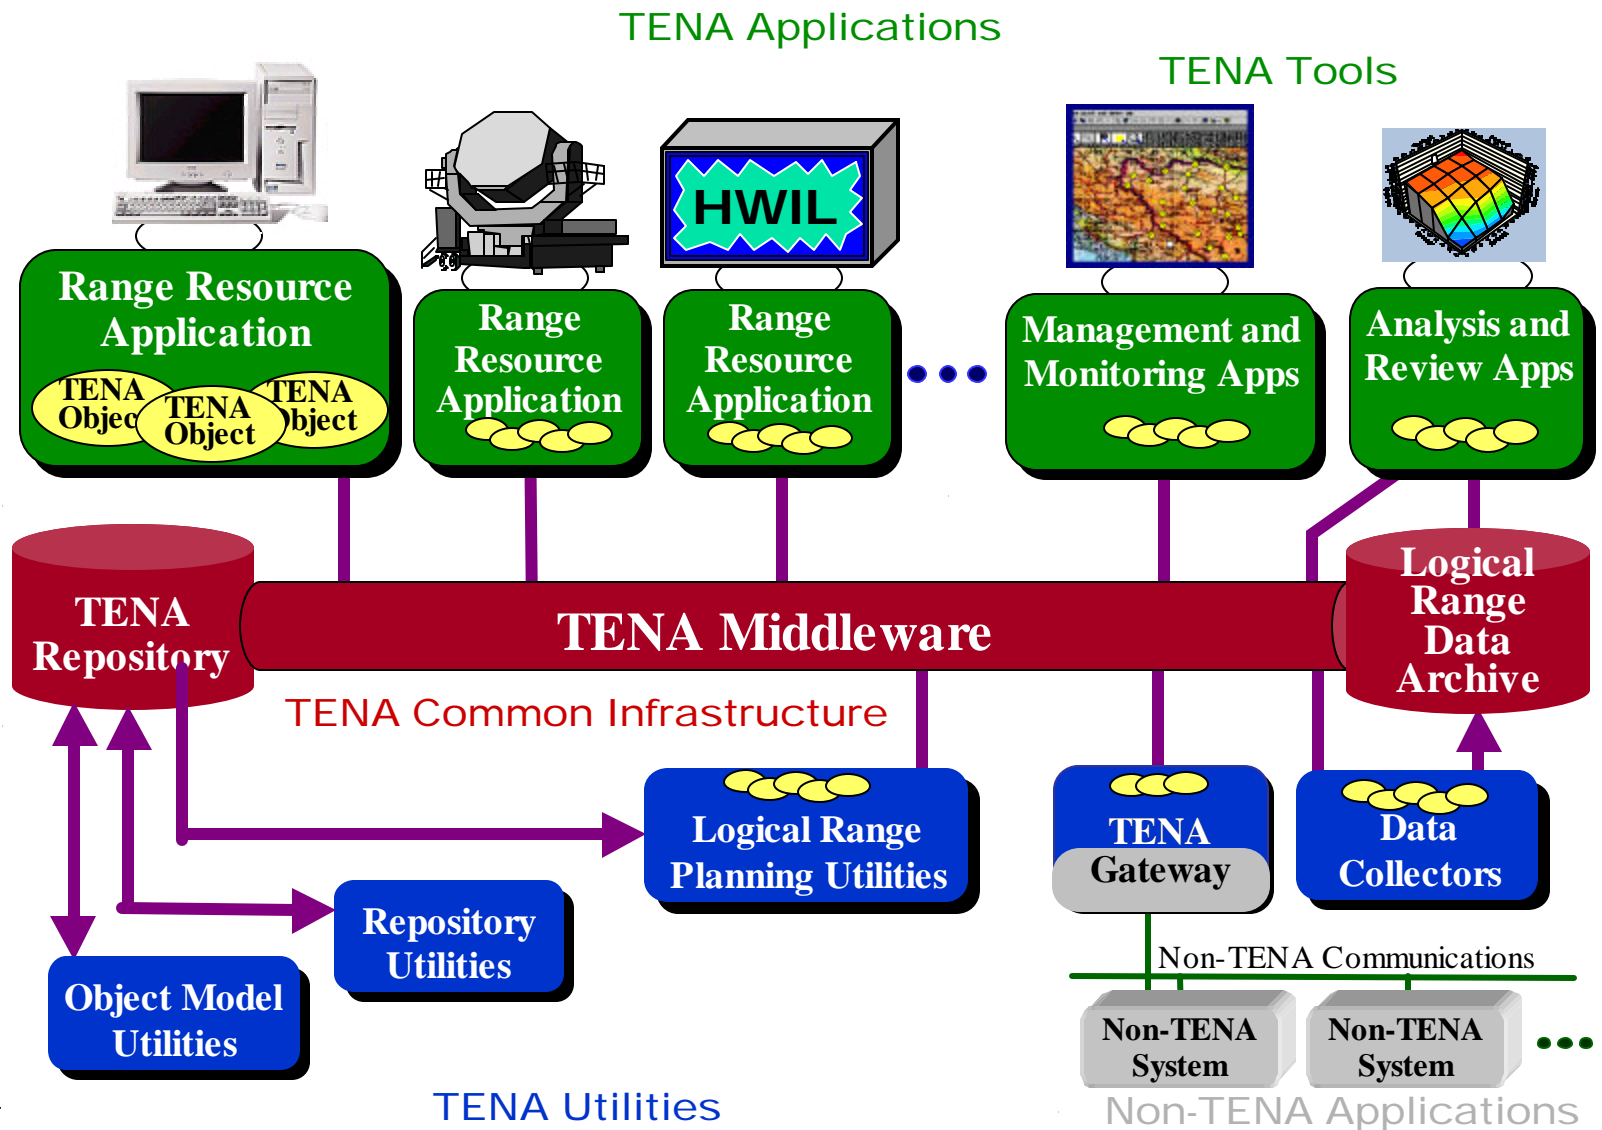 TENA Applications
TENA Tools
HWIL
Range Resource
Application
TENA
Object
TENA
Object
TENA
Object
Range
Resource
Application
Range
Resource
Application
Management and
Monitoring Apps
Analysis and
Review Apps
TENA
Repository
TENA Middleware
Logical
Range
Data
Archive
TENA Common Infrastructure
Logical Range
Planning Utilities
TENA
Gateway
Data
Collectors
Repository
Utilities
Object Model
Utilities
Non-TENA Communications
Non-TENA
System
Non-TENA
System
TENA Utilities
Non-TENA Applications